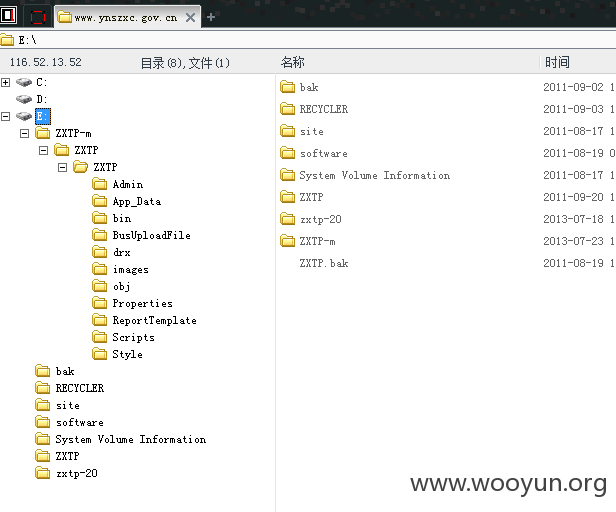 www.ynszxc.gov.cn
E:\
116.52.13.52 目录(8),文件(1) 名称 时间
C:
D:
E:
ZXTP-m
ZXTP
ZXTP
Admin
App_Data
bin
BusUploadFile
drx
images
obj
Properties
ReportTemplate
Scripts
Style
bak
RECYCLER
site
software
System Volume Information
ZXTP
zxtp-20
bak 2011-09-02 1
RECYCLER 2011-09-03 1
site 2011-08-17 1
software 2011-08-19 0
System Volume Information 2011-08-17 1
ZXTP 2011-09-20 1
zxtp-20 2013-07-18 1
ZXTP-m 2013-07-23 1
ZXTP.bak 2011-08-19 1
www.wooyun.org